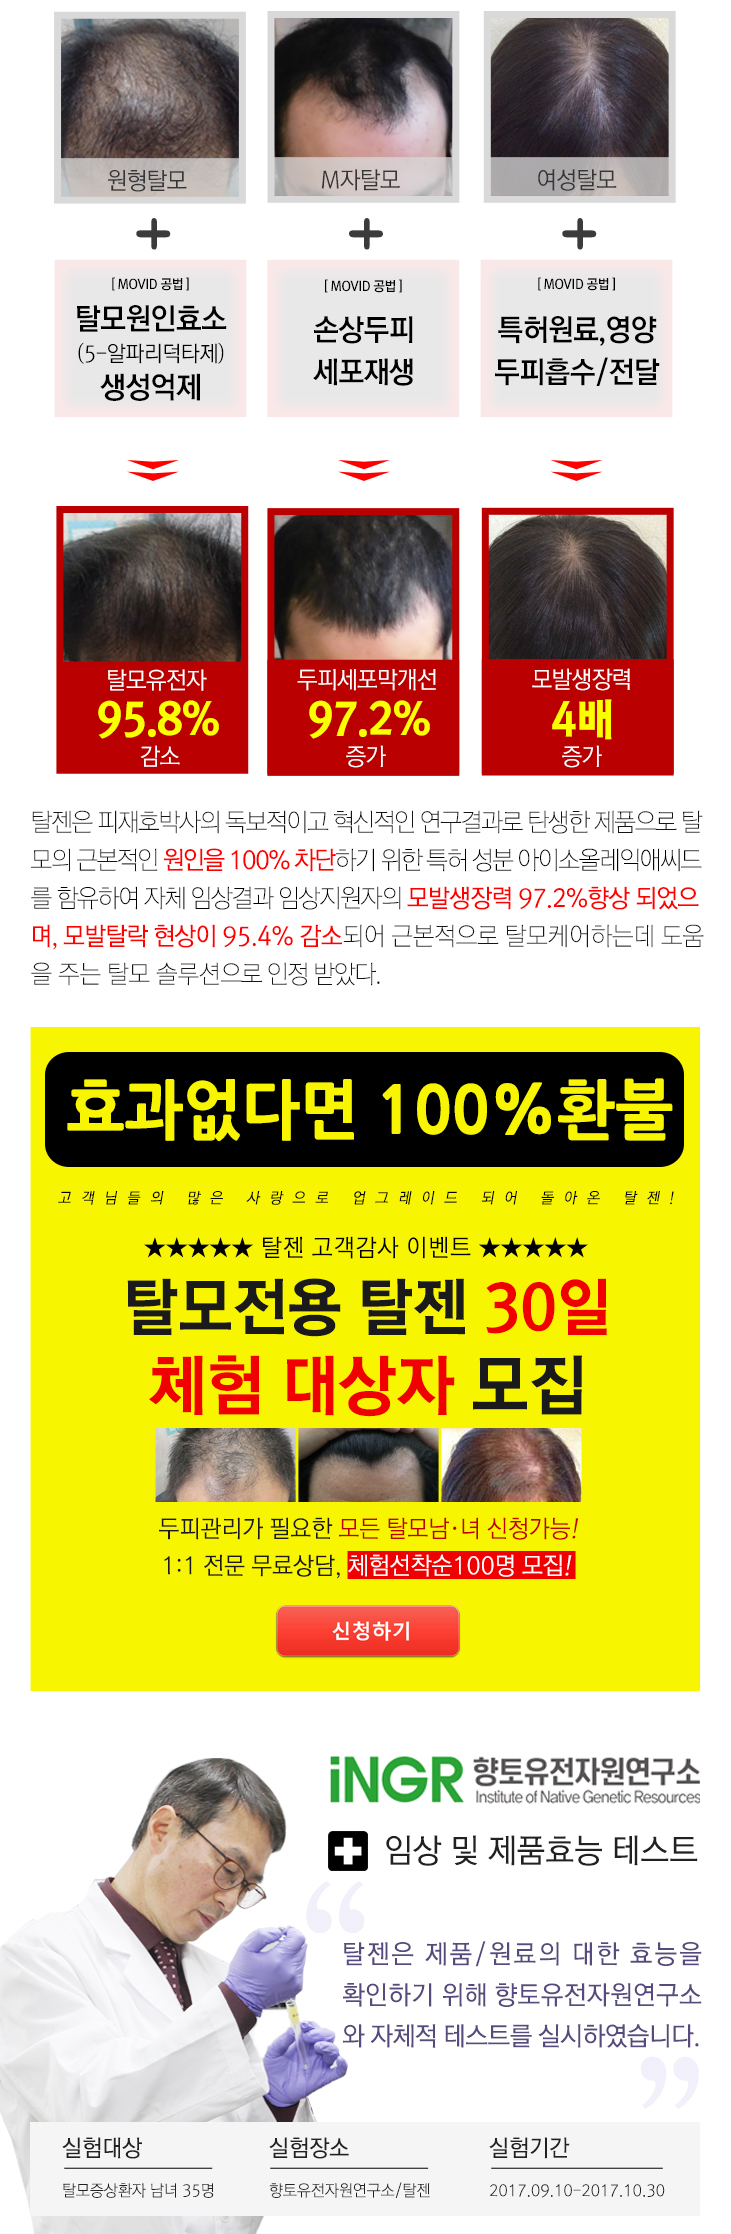 원형탈모
M자탈모
여성탈모
[ MOVID 공법 ]
탈모원인효소
(5-알파리덕타제)
생성억제
[ MOVID 공법 ]
손상두피
세포재생
[ MOVID 공법 ]
특허원료,영양
두피흡수/전달
탈모유전자
95.8%
감소
두피세포막개선
97.2%
증가
모발생장력
4배
증가
탈젠은 피재호박사의 독보적이고 혁신적인 연구결과로 탄생한 제품으로 탈
모의 근본적인 원인을 100% 차단하기 위한 특허 성분 아이소올레익애씨드
를 함유하여 자체 임상결과 임상지원자의 모발생장력 97.2%향상 되었으
며, 모발탈락 현상이 95.4% 감소되어 근본적으로 탈모케어하는데 도움
을 주는 탈모 솔루션으로 인정 받았다.
효과없다면 100%환불
고객님들의 많은 사랑으로 업그레이드 되어 돌아온 탈젠!
★★★★★ 탈젠 고객감사 이벤트 ★★★★★
탈모전용 탈젠 30일
체험 대상자 모집
두피관리가 필요한 모든 탈모남·녀 신청가능!
1:1 전문 무료상담, 체험선착순100명 모집!
신청하기
iNGR 향토유전자원연구소
Institute of Native Genetic Resources
임상 및 제품효능 테스트
“
탈젠은 제품/원료의 대한 효능을
확인하기 위해 향토유전자원연구소
와 자체적 테스트를 실시하였습니다.
”
실험대상
탈모증상환자 남녀 35명
실험장소
향토유전자원연구소/탈젠
실험기간
2017.09.10-2017.10.30